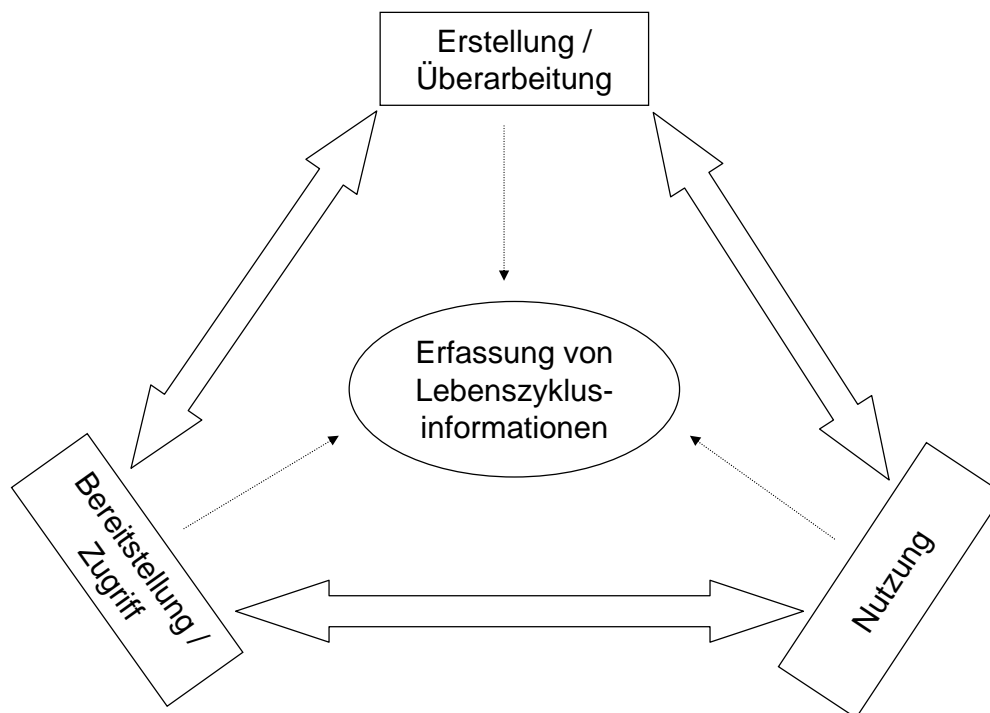 Erstellung /
Überarbeitung
Erfassung von
Lebenszyklus-
informationen
Bereitstellung /
Zugriff
Nutzung